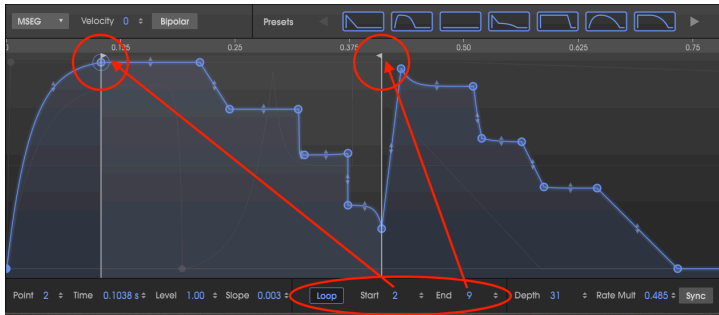 MSEG Velocity 0 Bipolar Presets
0 0.125 0.25 0.375 0.50 0.625 0.75
Point 2 Time 0.1038 s Level 1.00 Slope 0.003 Loop Start 2 End 9 Depth 31 Rate Mult 0.485 Sync